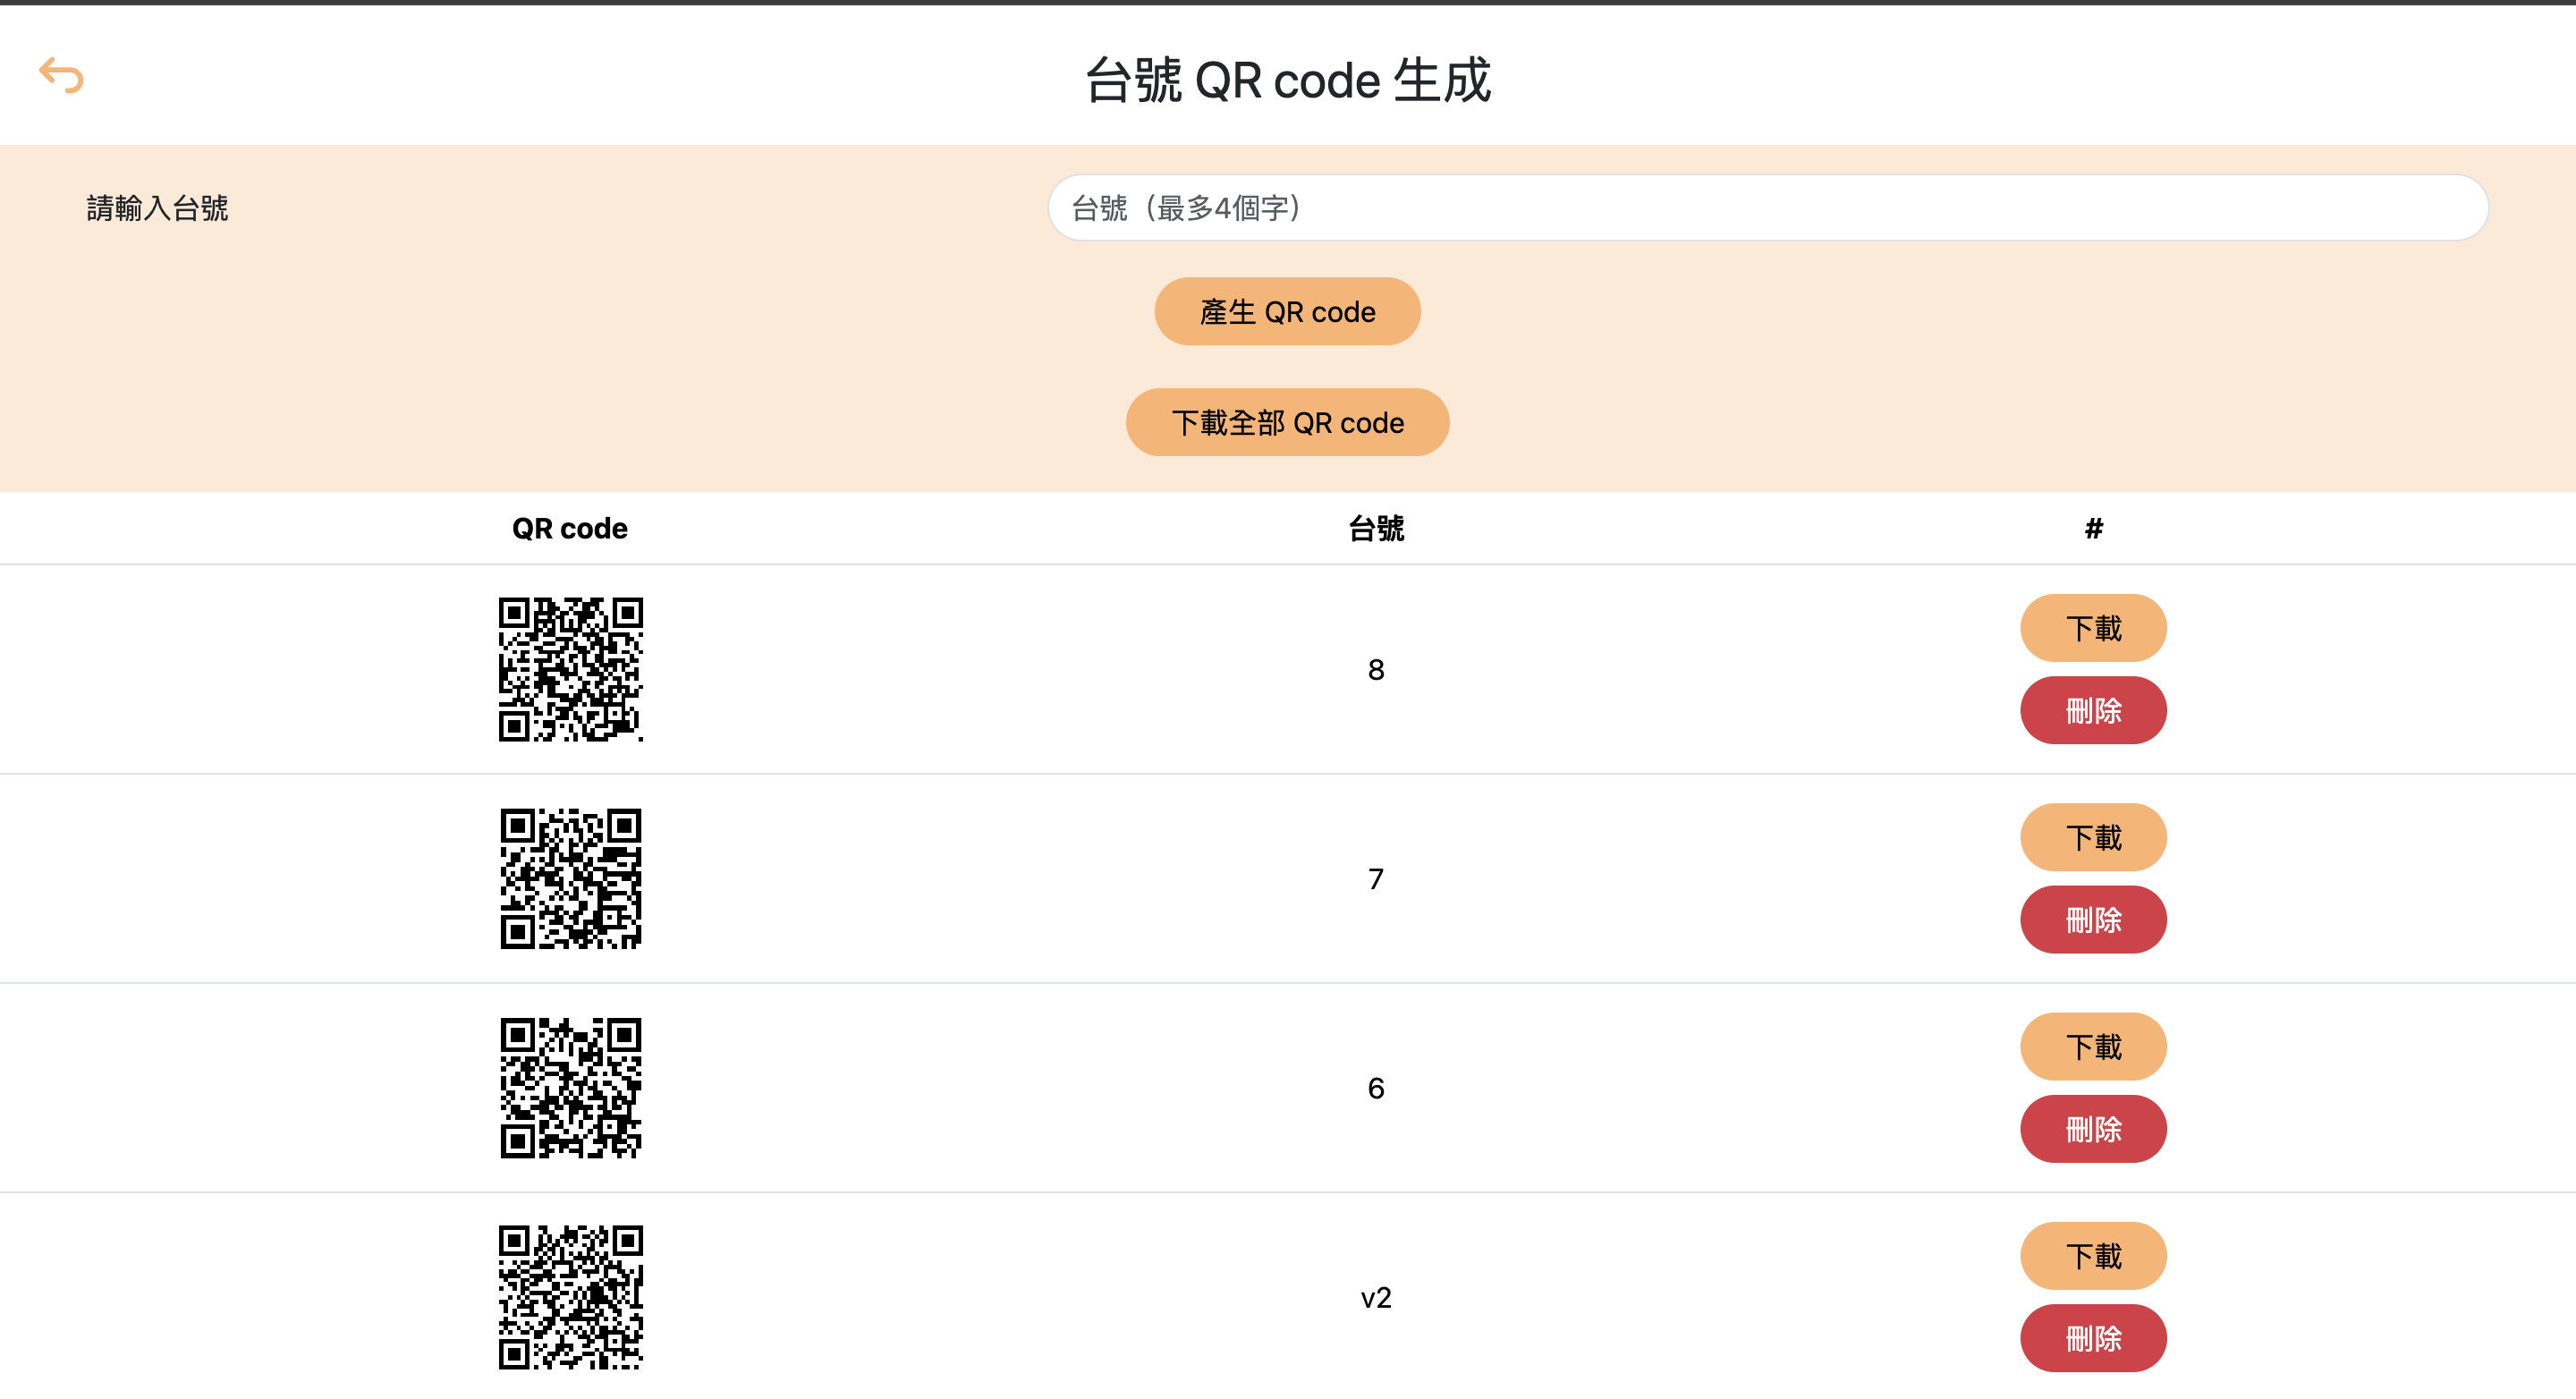 台號 QR code 生成
請輸入台號
台號（最多4個字）
產生 QR code
下載全部 QR code
QR code 台號 #
8
下載
刪除
7
下載
刪除
6
下載
刪除
v2
下載
刪除